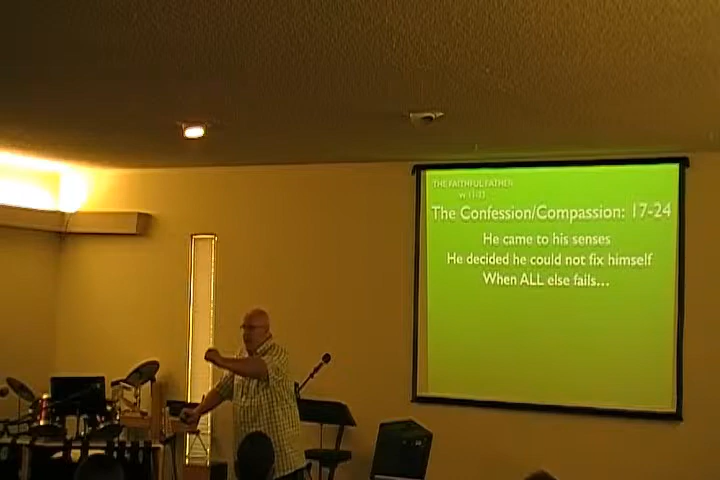 THE FAITHFUL FATHER
The Confession/Compassion: 17-24
He came to his senses
He decided he could not fix himself
When ALL else fails...